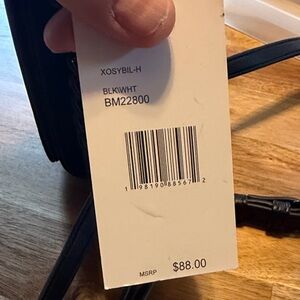 XOSYBIL-H
BLK\WHT
BM22800
1 98190 88567 2
MSRP $88.00